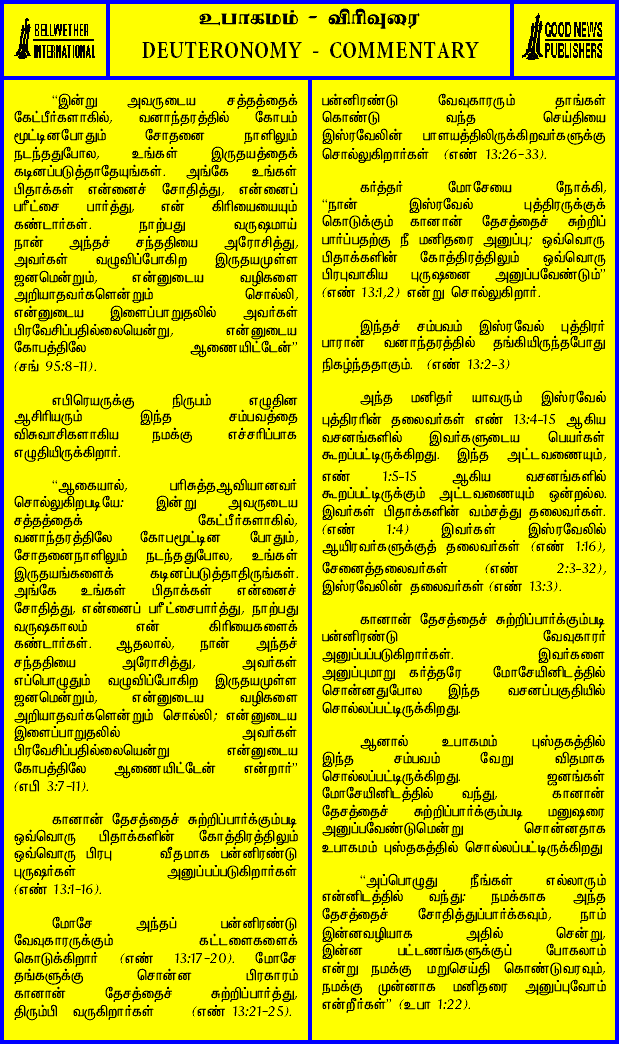 BELLWETHER
INTERNATIONAL
உபாகமம் - விரிவுரை
DEUTERONOMY - COMMENTARY
GOOD NEWS
PUBLISHERS
“இன்று அவருடைய சத்தத்தைக்
கேட்பீர்களாகில், வனாந்தரத்தில் கோபம்
மூட்டினபோதும் சோதனை நாளிலும்
நடந்ததுபோல, உங்கள் இருதயத்தைக்
கடினப்படுத்தாதேயுங்கள். அங்கே உங்கள்
பிதாக்கள் என்னைச் சோதித்து, என்னைப்
பரீட்சை பார்த்து, என் கிரியையையும்
கண்டார்கள். நாற்பது வருஷமாய்
நான் அந்தச் சந்ததியை அரோசித்து,
அவர்கள் வழுவிப்போகிற இருதயமுள்ள
ஜனமென்றும், என்னுடைய வழிகளை
அறியாதவர்களென்றும் சொல்லி,
என்னுடைய இளைப்பாறுதலில் அவர்கள்
பிரவேசிப்பதில்லையென்று, என்னுடைய
கோபத்திலே ஆணையிட்டேன்”
(சங் 95:8-11).
எபிரெயருக்கு நிருபம் எழுதின
ஆசிரியரும் இந்த சம்பவத்தை
விசுவாசிகளாகிய நமக்கு எச்சரிப்பாக
எழுதியிருக்கிறார்.
“ஆகையால், பரிசுத்தஆவியானவர்
சொல்லுகிறபடியே: இன்று அவருடைய
சத்தத்தைக் கேட்பீர்களாகில்,
வனாந்தரத்திலே கோபமூட்டின போதும்,
சோதனைநாளிலும் நடந்ததுபோல, உங்கள்
இருதயங்களைக் கடினப்படுத்தாதிருங்கள்.
அங்கே உங்கள் பிதாக்கள் என்னைச்
சோதித்து, என்னைப் பரீட்சைபார்த்து, நாற்பது
வருஷகாலம் என் கிரியைகளைக்
கண்டார்கள். ஆதலால், நான் அந்தச்
சந்ததியை அரோசித்து, அவர்கள்
எப்பொழுதும் வழுவிப்போகிற இருதயமுள்ள
ஜனமென்றும், என்னுடைய வழிகளை
அறியாதவர்களென்றும் சொல்லி; என்னுடைய
இளைப்பாறுதலில் அவர்கள்
பிரவேசிப்பதில்லையென்று என்னுடைய
கோபத்திலே ஆணையிட்டேன் என்றார்”
(எபி 3:7-11).
கானான் தேசத்தைச் சுற்றிப்பார்க்கும்படி
ஒவ்வொரு பிதாக்களின் கோத்திரத்திலும்
ஒவ்வொரு பிரபு வீதமாக பன்னிரண்டு
புருஷர்கள் அனுப்பப்படுகிறார்கள்
(எண் 13:1-16).
மோசே அந்தப் பன்னிரண்டு
வேவுகாரருக்கும் கட்டளைகளைக்
கொடுக்கிறார் (எண் 13:17-20). மோசே
தங்களுக்கு சொன்ன பிரகாரம்
கானான் தேசத்தைச் சுற்றிப்பார்த்து,
திரும்பி வருகிறார்கள் (எண் 13:21-25).
பன்னிரண்டு வேவுகாரரும் தாங்கள்
கொண்டு வந்த செய்தியை
இஸ்ரவேலின் பாளயத்திலிருக்கிறவர்களுக்கு
சொல்லுகிறார்கள் (எண் 13:26-33).
கர்த்தர் மோசேயை நோக்கி,
“நான் இஸ்ரவேல் புத்திரருக்குக்
கொடுக்கும் கானான் தேசத்தைச் சுற்றிப்
பார்ப்பதற்கு நீ மனிதரை அனுப்பு; ஒவ்வொரு
பிதாக்களின் கோத்திரத்திலும் ஒவ்வொரு
பிரபுவாகிய புருஷனை அனுப்பவேண்டும்”
(எண் 13:1,2) என்று சொல்லுகிறார்.
இந்தச் சம்பவம் இஸ்ரவேல் புத்திரர்
பாரான் வனாந்தரத்தில் தங்கியிருந்தபோது
நிகழ்ந்ததாகும். (எண் 13:2-3)
அந்த மனிதர் யாவரும் இஸ்ரவேல்
புத்திரரின் தலைவர்கள் எண் 13:4-15 ஆகிய
வசனங்களில் இவர்களுடைய பெயர்கள்
கூறப்பட்டிருக்கிறது. இந்த அட்டவணையும்,
எண் 1:5-15 ஆகிய வசனங்களில்
கூறப்பட்டிருக்கும் அட்டவணையும் ஒன்றல்ல.
இவர்கள் பிதாக்களின் வம்சத்து தலைவர்கள்.
(எண் 1:4) இவர்கள் இஸ்ரவேலில்
ஆயிரவர்களுக்குத் தலைவர்கள் (எண் 1:16),
சேனைத்தலைவர்கள் (எண் 2:3-32),
இஸ்ரவேலின் தலைவர்கள் (எண் 13:3).
கானான் தேசத்தைச் சுற்றிப்பார்க்கும்படி
பன்னிரண்டு வேவுகாரர்
அனுப்பப்படுகிறார்கள். இவர்களை
அனுப்புமாறு கர்த்தரே மோசேயினிடத்தில்
சொன்னதுபோல இந்த வசனப்பகுதியில்
சொல்லப்பட்டிருக்கிறது.
ஆனால் உபாகமம் புஸ்தகத்தில்
இந்த சம்பவம் வேறு விதமாக
சொல்லப்பட்டிருக்கிறது. ஜனங்கள்
மோசேயினிடத்தில் வந்து, கானான்
தேசத்தைச் சுற்றிப்பார்க்கும்படி மனுஷரை
அனுப்பவேண்டுமென்று சொன்னதாக
உபாகமம் புஸ்தகத்தில் சொல்லப்பட்டிருக்கிறது
“அப்பொழுது நீங்கள் எல்லாரும்
என்னிடத்தில் வந்து: நமக்காக அந்த
தேசத்தைச் சோதித்துப்பார்க்கவும், நாம்
இன்னவழியாக அதில் சென்று,
இன்ன பட்டணங்களுக்குப் போகலாம்
என்று நமக்கு மறுசெய்தி கொண்டுவரவும்,
நமக்கு முன்னாக மனிதரை அனுப்புவோம்
என்றீர்கள்” (உபா 1:22).